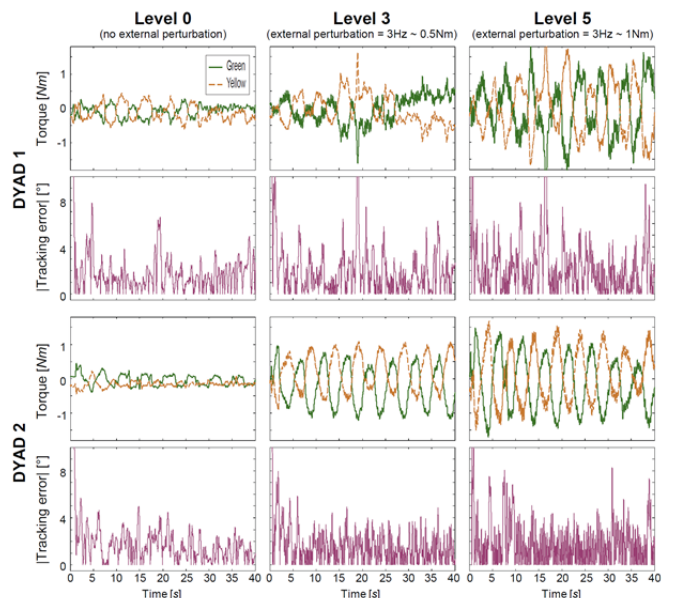 Level 0
(no external perturbation)
Level 3
(external perturbation = 3Hz ~ 0.5Nm)
Level 5
(external perturbation = 3Hz ~ 1Nm)
DYAD 1
Torque [Nm]
1
0
-1
Green
Yellow
|Tracking error| [°]
8
4
0
DYAD 2
Torque [Nm]
1
0
-1
|Tracking error| [°]
8
4
0
0 5 10 15 20 25 30 35 40
0 5 10 15 20 25 30 35 40
0 5 10 15 20 25 30 35 40
Time [s]
Time [s]
Time [s]